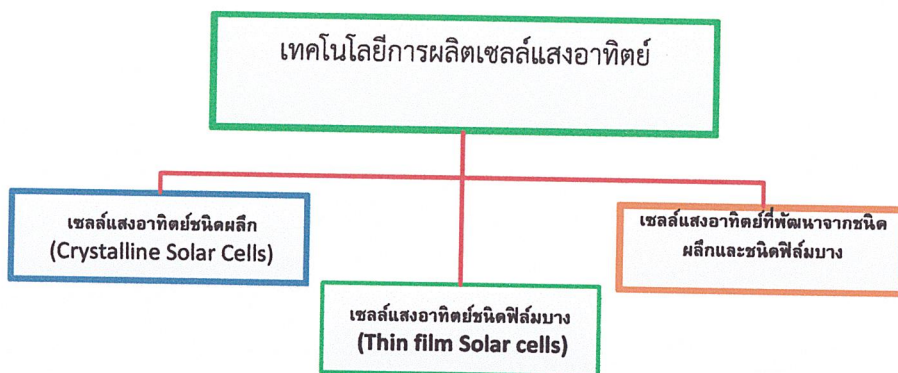 เทคโนโลยีการผลิตเซลล์แสงอาทิตย์
เซลล์แสงอาทิตย์ชนิดผลึก
(Crystalline Solar Cells)
เซลล์แสงอาทิตย์ชนิดฟิล์มบาง
(Thin film Solar cells)
เซลล์แสงอาทิตย์ที่พัฒนาจากชนิด
ผลึกและชนิดฟิล์มบาง